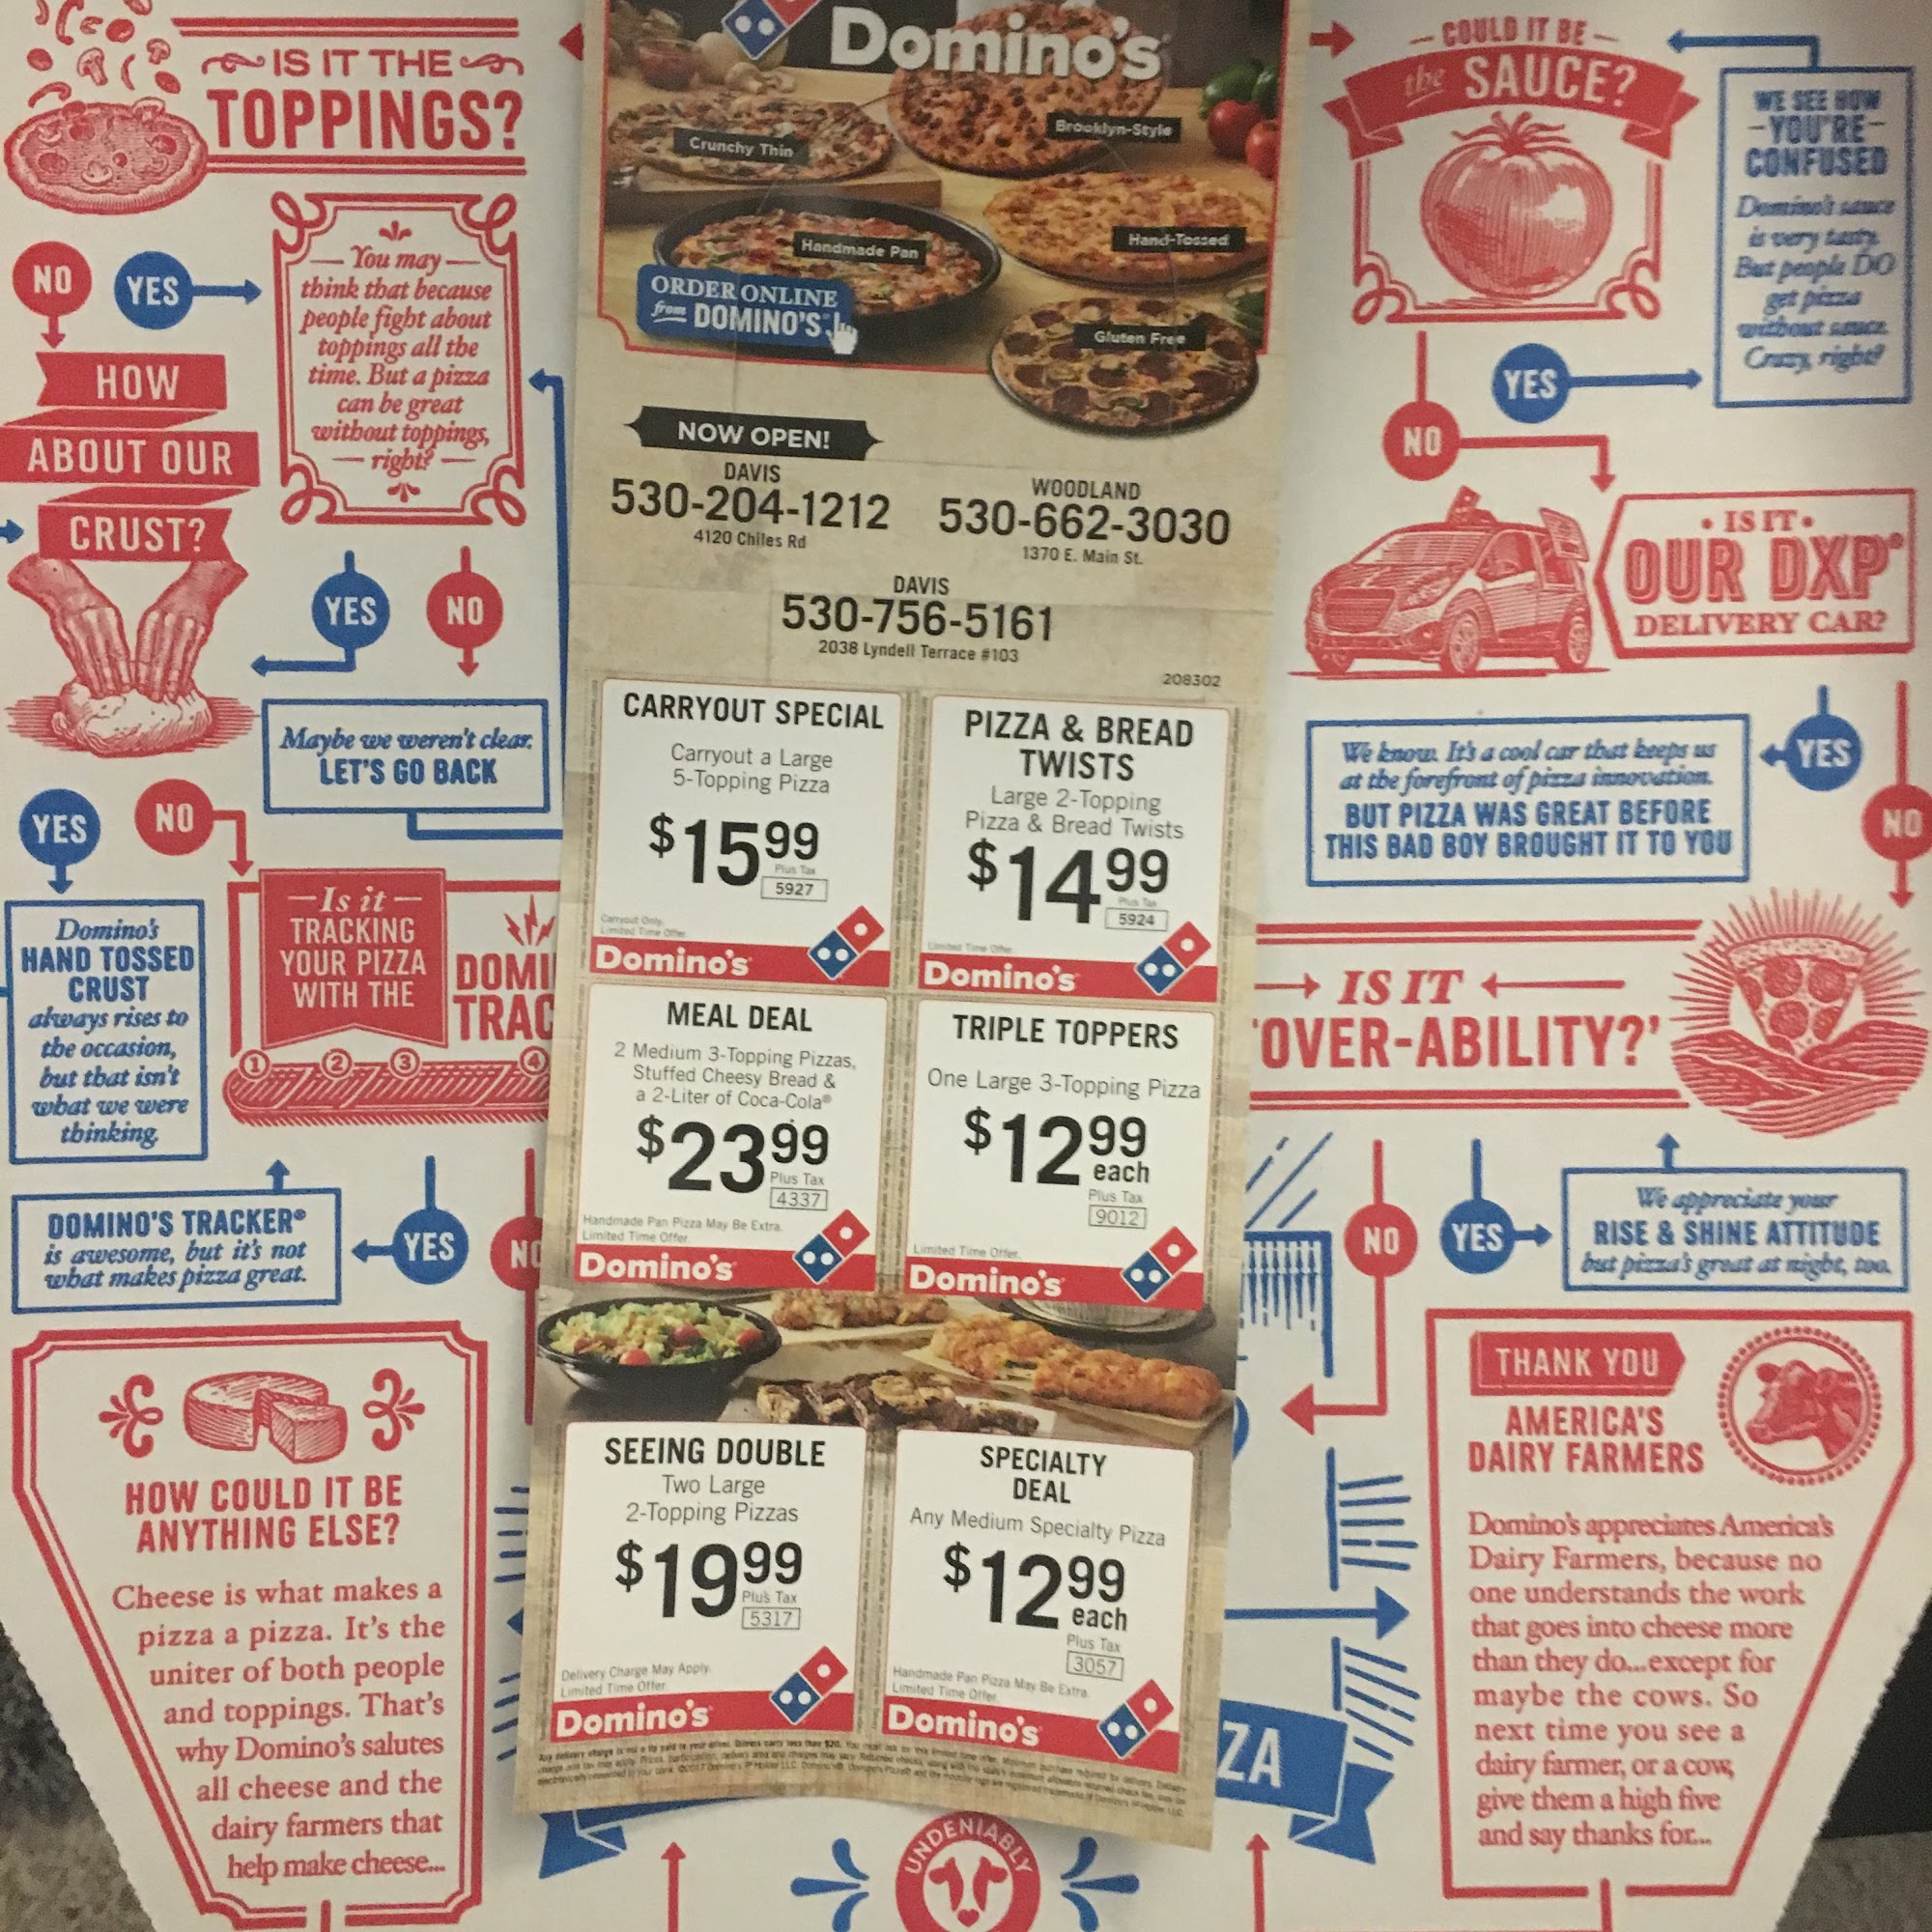 IS IT THE
TOPPINGS?
NO
YES
You may
think that because
people fight about
toppings all the
time. But a pizza
can be great
without toppings,
right?
HOW
ABOUT OUR
CRUST?
YES
NO
Maybe we weren't clear.
LET'S GO BACK
YES
NO
Domino's
HAND TOSSED
CRUST
always rises to
the occasion,
but that isn't
what we were
thinking.
Is it
TRACKING
YOUR PIZZA
WITH THE
DOMI
TRAC
1 2 3 4
DOMINO'S TRACKER®
is awesome, but it's not
what makes pizza great.
YES
NO
HOW COULD IT BE
ANYTHING ELSE?
Cheese is what makes a
pizza a pizza. It's the
uniter of both people
and toppings. That's
why Domino's salutes
all cheese and the
dairy farmers that
help make cheese...
Domino's
Crunchy Thin
Brooklyn-Style
Handmade Pan
Hand-Tossed
Gluten Free
ORDER ONLINE
from DOMINO'S
NOW OPEN!
DAVIS
530-204-1212
4120 Chiles Rd
WOODLAND
530-662-3030
1370 E. Main St.
DAVIS
530-756-5161
2038 Lyndell Terrace #103
208302
CARRYOUT SPECIAL
Carryout a Large
5-Topping Pizza
$15 99
Plus Tax
5927
Carryout Only.
Limited Time Offer.
Domino's
PIZZA & BREAD
TWISTS
Large 2-Topping
Pizza & Bread Twists
$14 99
Plus Tax
5924
Limited Time Offer.
Domino's
MEAL DEAL
2 Medium 3-Topping Pizzas,
Stuffed Cheesy Bread &
a 2-Liter of Coca-Cola®
$23 99
Plus Tax
4337
Handmade Pan Pizza May Be Extra.
Limited Time Offer.
Domino's
TRIPLE TOPPERS
One Large 3-Topping Pizza
$12 99
each
Plus Tax
9012
Limited Time Offer.
Domino's
SEEING DOUBLE
Two Large
2-Topping Pizzas
$19 99
Plus Tax
5317
Delivery Charge May Apply.
Limited Time Offer.
Domino's
SPECIALTY
DEAL
Any Medium Specialty Pizza
$12 99
each
Plus Tax
3057
Handmade Pan Pizza May Be Extra.
Limited Time Offer.
Domino's
COULD IT BE
the SAUCE?
WE SEE HOW
YOU'RE
CONFUSED
Domino's sauce
is very tasty.
But people DO
get pizza
without sauce.
Crazy, right?
YES
NO
IS IT
OUR DXP®
DELIVERY CAR?
YES
NO
We know. It's a cool car that keeps us
at the forefront of pizza innovation.
BUT PIZZA WAS GREAT BEFORE
THIS BAD BOY BROUGHT IT TO YOU
IS IT
'OVER-ABILITY?'
NO
YES
We appreciate your
RISE & SHINE ATTITUDE
but pizza's great at night, too.
THANK YOU
AMERICA'S
DAIRY FARMERS
Domino's appreciates America's
Dairy Farmers, because no
one understands the work
that goes into cheese more
than they do...except for
maybe the cows. So
next time you see a
dairy farmer, or a cow,
give them a high five
and say thanks for...
ZA
UNDENIABLY